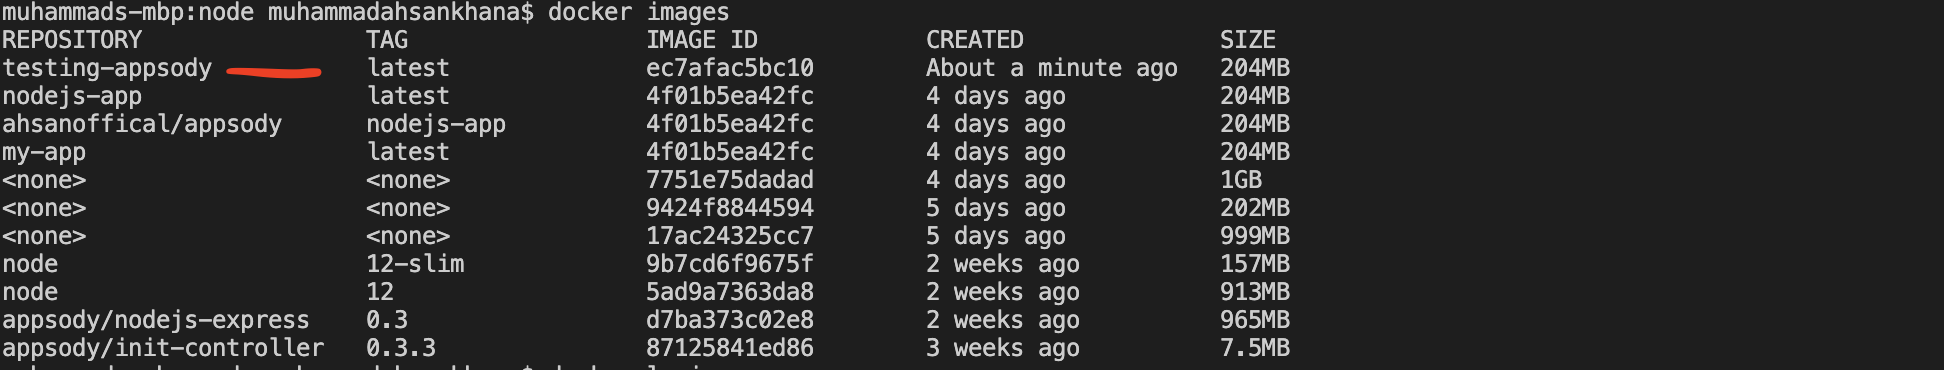 muhammads-mbp:node muhammadahsankhana$ docker images
REPOSITORY TAG IMAGE ID CREATED SIZE
testing-appsody latest ec7afac5bc10 About a minute ago 204MB
nodejs-app latest 4f01b5ea42fc 4 days ago 204MB
ahsanoffical/appsody nodejs-app 4f01b5ea42fc 4 days ago 204MB
my-app latest 4f01b5ea42fc 4 days ago 204MB
<none> <none> 7751e75dadad 4 days ago 1GB
<none> <none> 9424f8844594 5 days ago 202MB
<none> <none> 17ac24325cc7 5 days ago 999MB
node 12-slim 9b7cd6f9675f 2 weeks ago 157MB
node 12 5ad9a7363da8 2 weeks ago 913MB
appsody/nodejs-express 0.3 d7ba373c02e8 2 weeks ago 965MB
appsody/init-controller 0.3.3 87125841ed86 3 weeks ago 7.5MB